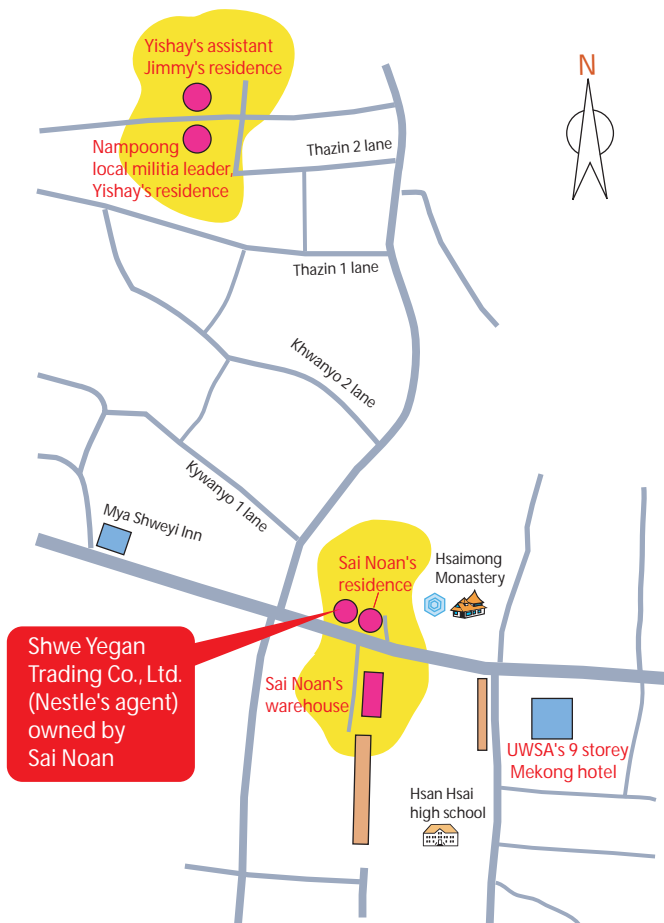 Yishay's assistant
Jimmy's residence
N
Nampoong
local militia leader,
Yishay's residence
Thazin 2 lane
Thazin 1 lane
Khwanyo 2 lane
Kywanyo 1 lane
Mya Shweyi Inn
Sai Noan's
residence
Hsaimong
Monastery
Shwe Yegan
Trading Co., Ltd.
(Nestle's agent)
owned by
Sai Noan
Sai Noan's
warehouse
UWSA's 9 storey
Mekong hotel
Hsan Hsai
high school